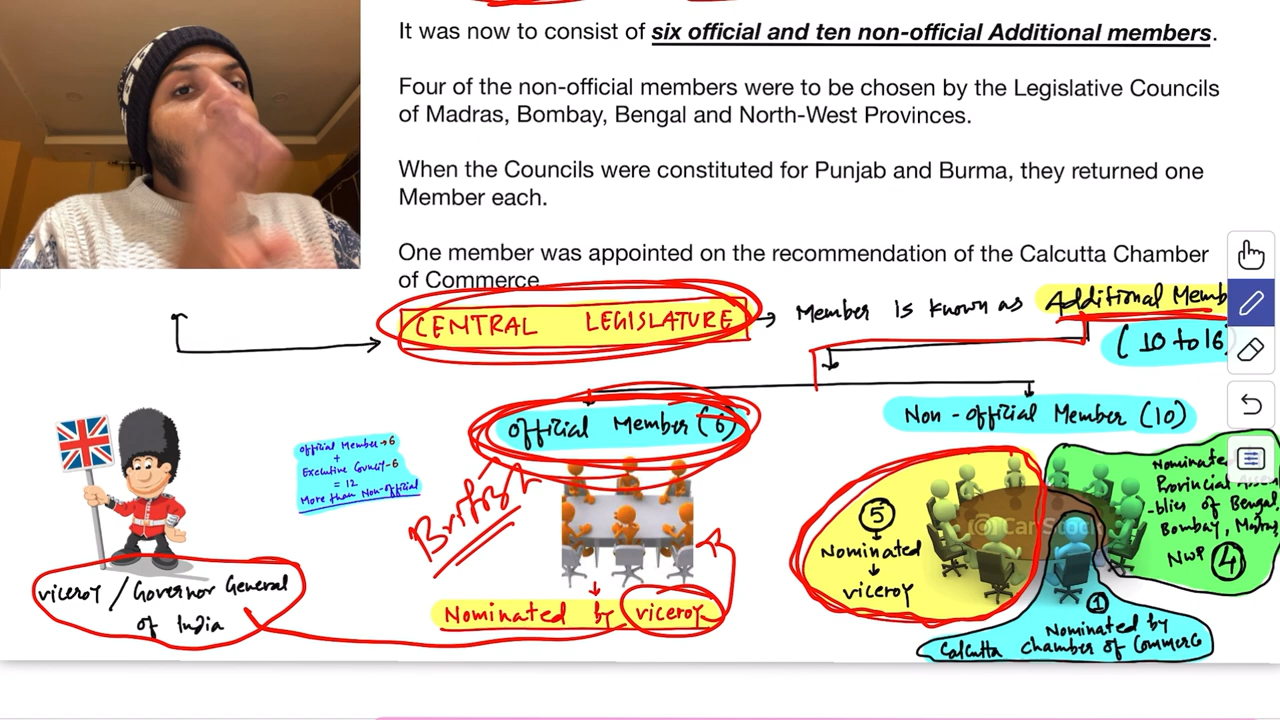 It was now to consist of six official and ten non-official Additional members.
Four of the non-official members were to be chosen by the Legislative Councils
of Madras, Bombay, Bengal and North-West Provinces.
When the Councils were constituted for Punjab and Burma, they returned one
Member each.
One member was appointed on the recommendation of the Calcutta Chamber
of Commerce
CENTRAL LEGISLATURE
Member is known as Additional Memb
(10 to 16)
Official Member (6)
Non-official Member (10)
Official Member → 6
+
Executive Council - 6
= 12
More than Non-official
British
Nominated by viceroy
viceroy / Governor General
of India
5
Nominated
viceroy
Nominate
Provincial
-blies of Bengal,
Bombay,
NWP 4
1
Nominated by
Calcutta Chamber of Commerce